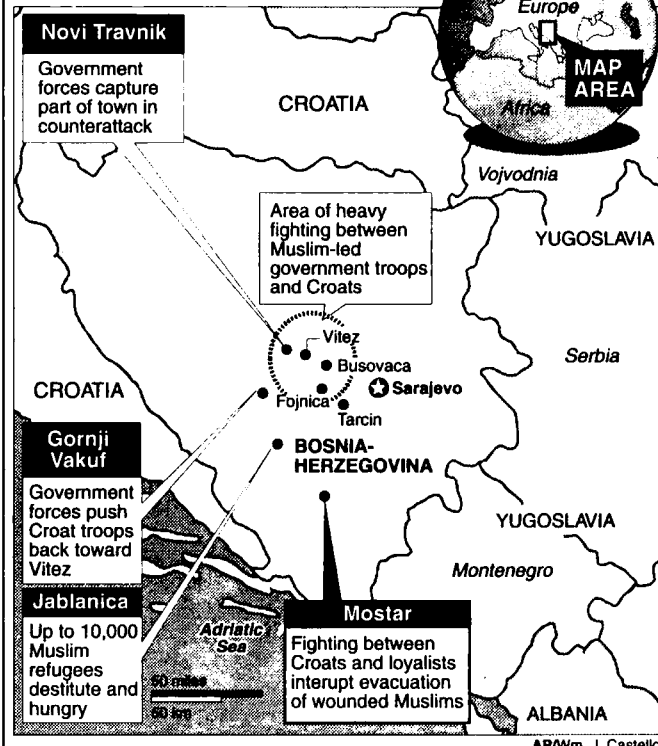 Europe
Africa
MAP
AREA
Novi Travnik
Government
forces capture
part of town in
counterattack
CROATIA
Vojvodnia
YUGOSLAVIA
Area of heavy
fighting between
Muslim-led
government troops
and Croats
Vitez
Busovaca
Sarajevo
Fojnica
Tarcin
Serbia
CROATIA
BOSNIA-
HERZEGOVINA
Gornji
Vakuf
Government
forces push
Croat troops
back toward
Vitez
YUGOSLAVIA
Montenegro
Jablanica
Up to 10,000
Muslim
refugees
destitute and
hungry
Adriatic
Sea
50 miles
50 km
Mostar
Fighting between
Croats and loyalists
interupt evacuation
of wounded Muslims
ALBANIA
AP/Wm. J. Castello